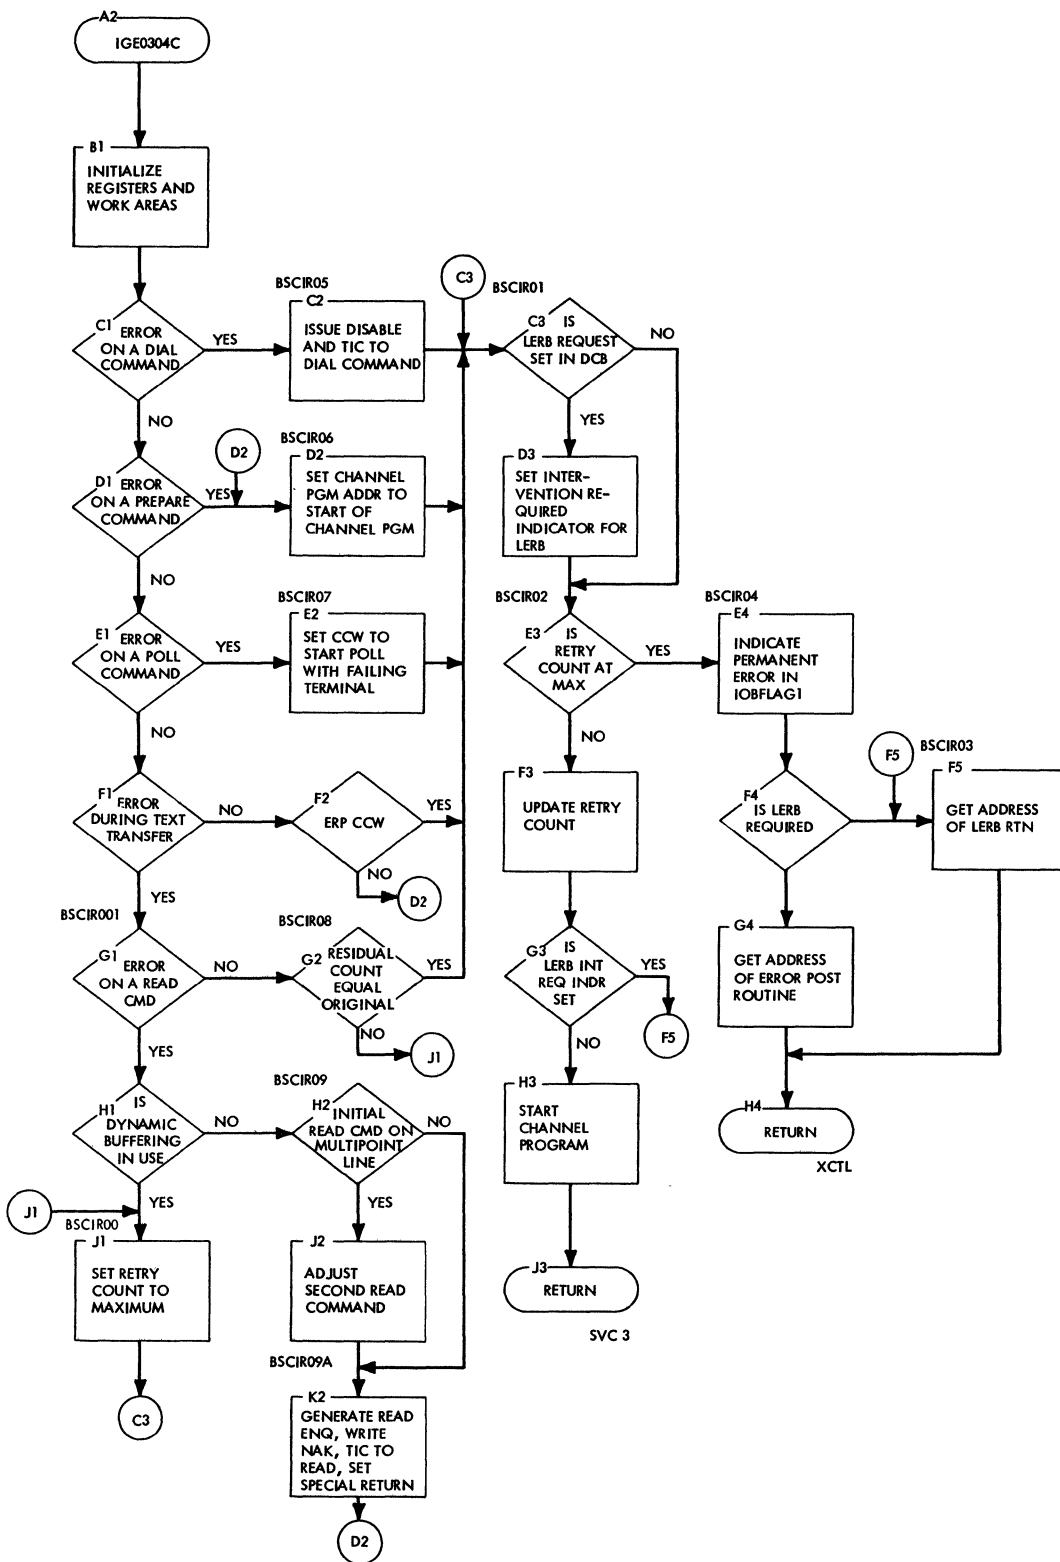 A2
IGE0304C
B1
INITIALIZE
REGISTERS AND
WORK AREAS
C1 ERROR
ON A DIAL
COMMAND
YES
NO
BSCIR05
C2
ISSUE DISABLE
AND TIC TO
DIAL COMMAND
C3
BSCIR01
C3 IS
LERB REQUEST
SET IN DCB
NO
YES
D1 ERROR
ON A PREPARE
COMMAND
YES
NO
D2
BSCIR06
D2
SET CHANNEL
PGM ADDR TO
START OF
CHANNEL PGM
D3
SET INTER-
VENTION RE-
QUIRED
INDICATOR FOR
LERB
E1 ERROR
ON A POLL
COMMAND
YES
NO
BSCIR07
E2
SET CCW TO
START POLL
WITH FAILING
TERMINAL
BSCIR02
E3 IS
RETRY
COUNT AT
MAX
YES
NO
BSCIR04
E4
INDICATE
PERMANENT
ERROR IN
IOBFLAG1
F1 ERROR
DURING TEXT
TRANSFER
NO
YES
F2
ERP CCW
YES
NO
D2
F3
UPDATE RETRY
COUNT
F4
IS LERB
REQUIRED
F5
BSCIR03
F5
GET ADDRESS
OF LERB RTN
BSCIR001
G1 ERROR
ON A READ
CMD
NO
YES
BSCIR08
G2 RESIDUAL
COUNT
EQUAL
ORIGINAL
YES
NO
J1
G3 IS
LERB INT
REQ INDR
SET
YES
NO
F5
G4
GET ADDRESS
OF ERROR POST
ROUTINE
H1 IS
DYNAMIC
BUFFERING
IN USE
NO
YES
BSCIR09
H2 INITIAL
READ CMD ON
MULTIPOINT
LINE
NO
YES
H3
START
CHANNEL
PROGRAM
H4
RETURN
XCTL
J1
BSCIR00
J1
SET RETRY
COUNT TO
MAXIMUM
J2
ADJUST
SECOND READ
COMMAND
J3
RETURN
SVC 3
C3
BSCIR09A
K2
GENERATE READ
ENQ, WRITE
NAK, TIC TO
READ, SET
SPECIAL RETURN
D2